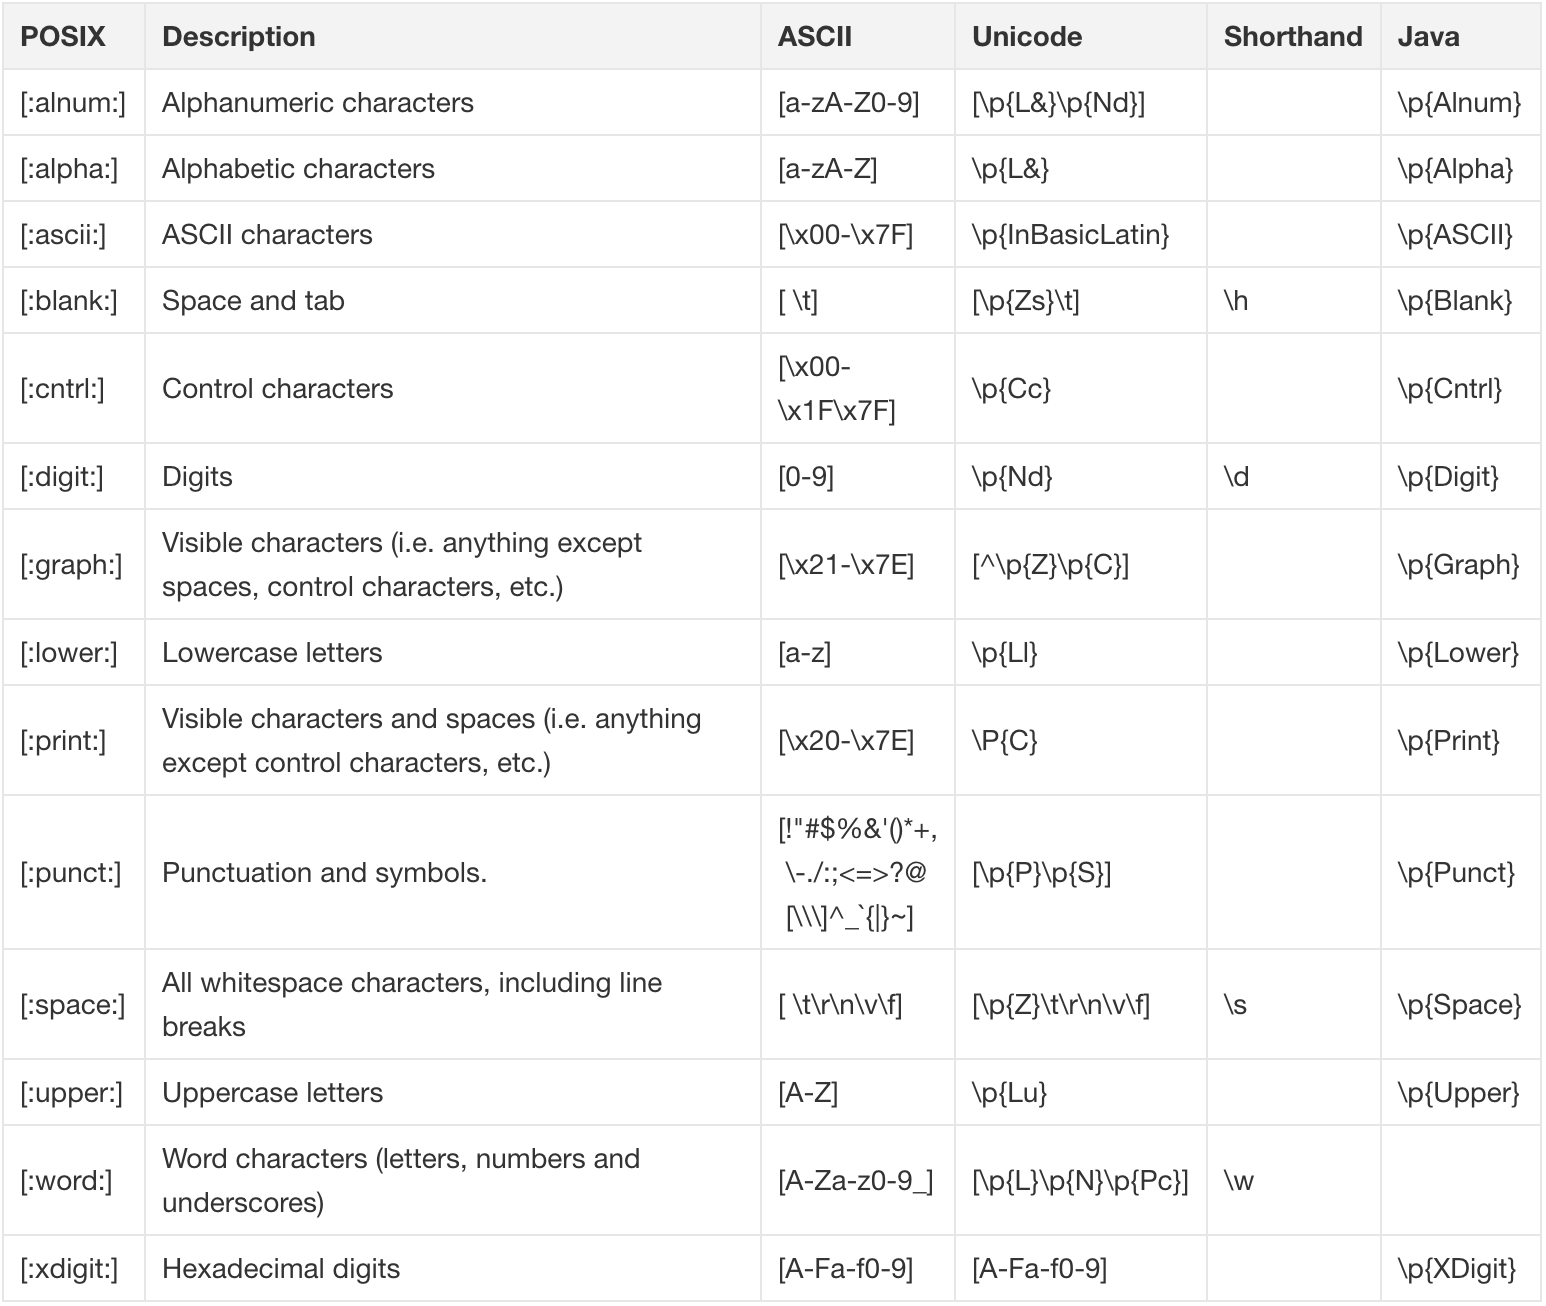 POSIX Description ASCII Unicode Shorthand Java
[:alnum:] Alphanumeric characters [a-zA-Z0-9] [\p{L&}\p{Nd}] \p{Alnum}
[:alpha:] Alphabetic characters [a-zA-Z] \p{L&} \p{Alpha}
[:ascii:] ASCII characters [\x00-\x7F] \p{InBasicLatin} \p{ASCII}
[:blank:] Space and tab [ \t] [\p{Zs}\t] \h \p{Blank}
[:cntrl:] Control characters [\x00-
\x1F\x7F] \p{Cc} \p{Cntrl}
[:digit:] Digits [0-9] \p{Nd} \d \p{Digit}
[:graph:] Visible characters (i.e. anything except
spaces, control characters, etc.) [\x21-\x7E] [^\p{Z}\p{C}] \p{Graph}
[:lower:] Lowercase letters [a-z] \p{Ll} \p{Lower}
[:print:] Visible characters and spaces (i.e. anything
except control characters, etc.) [\x20-\x7E] \P{C} \p{Print}
[:punct:] Punctuation and symbols. [!"#$%&'()*+,
\-./:;<=>?@
[\\\]^_`{|}~] [\p{P}\p{S}] \p{Punct}
[:space:] All whitespace characters, including line
breaks [ \t\r\n\v\f] [\p{Z}\t\r\n\v\f] \s \p{Space}
[:upper:] Uppercase letters [A-Z] \p{Lu} \p{Upper}
[:word:] Word characters (letters, numbers and
underscores) [A-Za-z0-9_] [\p{L}\p{N}\p{Pc}] \w
[:xdigit:] Hexadecimal digits [A-Fa-f0-9] [A-Fa-f0-9] \p{XDigit}